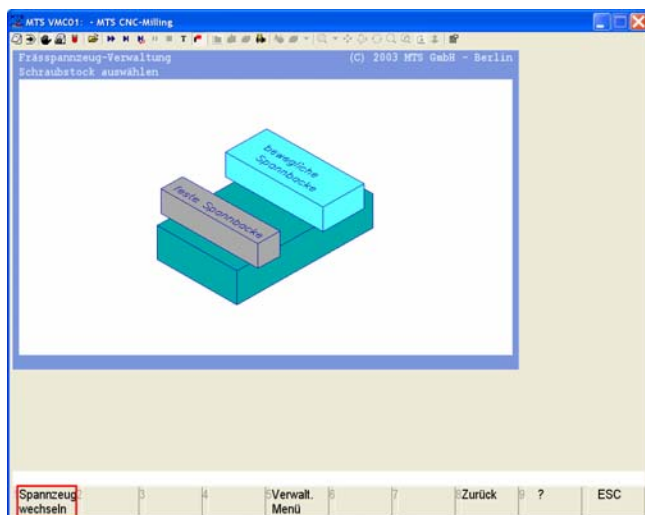 MTS VMC01: - MTS CNC-Milling
T
Frässpannzeug-Verwaltung (C) 2003 MTS GmbH - Berlin
Schraubstock auswählen
bewegliche
Spannbacke
feste Spannbacke
Spannzeug 2 3 4 5 Verwalt. 6 7 8 Zurück 9 ? ESC
wechseln Menü